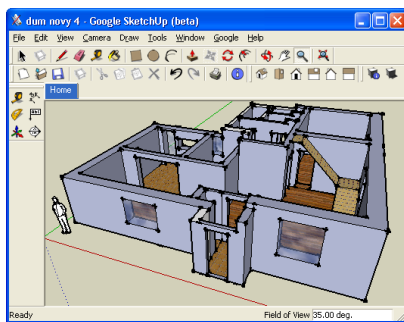 dum novy 4 - Google SketchUp (beta)
File Edit View Camera Draw Tools Window Google Help
Home
Ready
Field of View 35.00 deg.